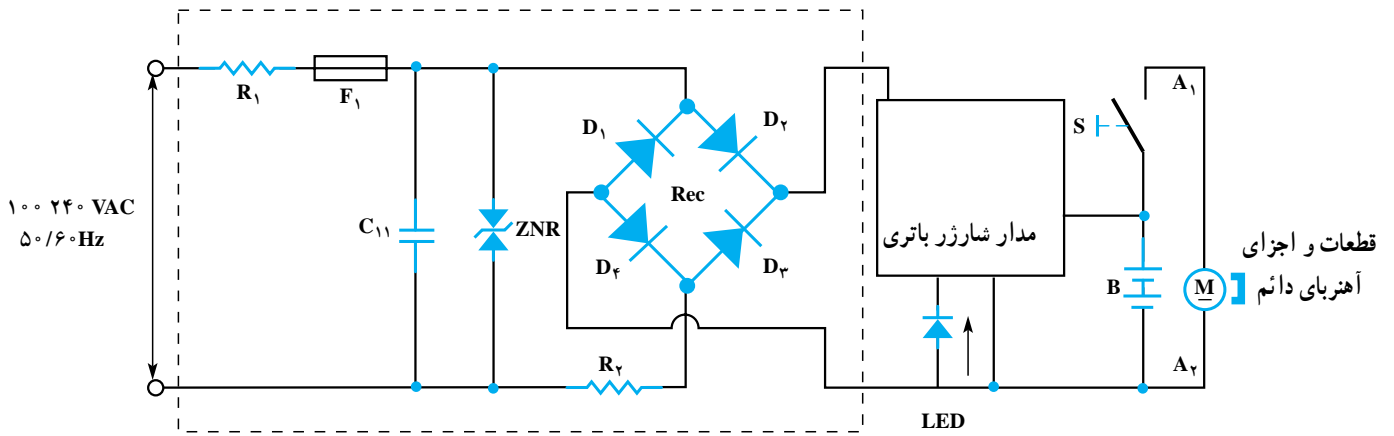 R۱
F۱
۱۰۰ ۲۴۰ VAC
۵۰/۶۰Hz
C۱۱
ZNR
D۱
D۲
Rec
D۴
D۳
R۲
مدار شارژر باتری
LED
S
B
A۱
M
A۲
قطعات و اجزای
آهنربای دائم